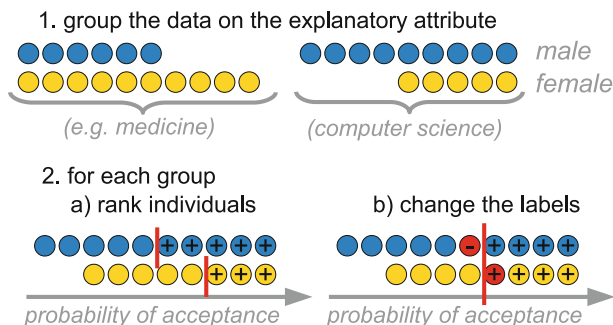 1. group the data on the explanatory attribute
male
female
(e.g. medicine)
(computer science)
2. for each group
a) rank individuals
b) change the labels
+ + + + +
- + + + +
+ + +
+ + + +
probability of acceptance
probability of acceptance